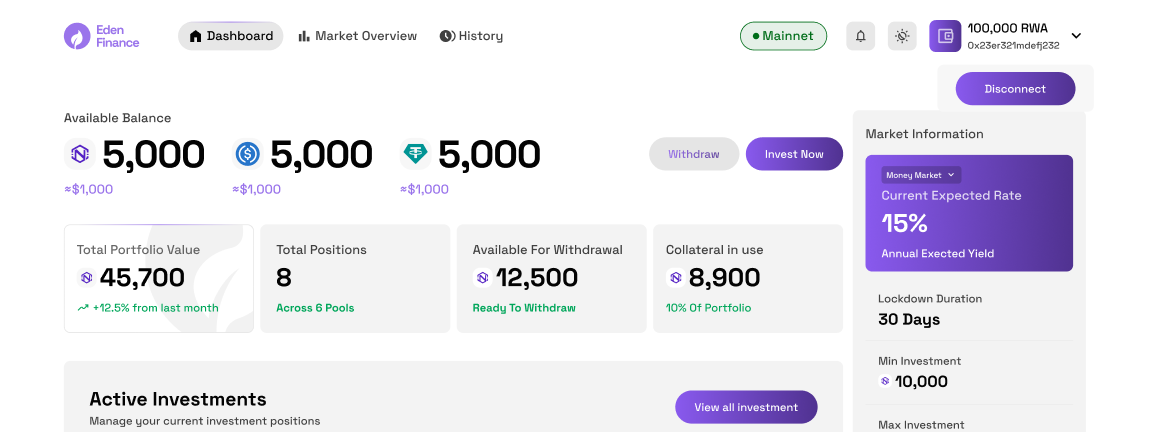 Eden
Finance
Dashboard
Market Overview
History
Mainnet
100,000 RWA
0x23er321mdefj232
Disconnect
Available Balance
5,000
5,000
5,000
≈$1,000
≈$1,000
≈$1,000
Withdraw
Invest Now
Total Portfolio Value
45,700
+12.5% from last month
Total Positions
8
Across 6 Pools
Available For Withdrawal
12,500
Ready To Withdraw
Collateral in use
8,900
10% Of Portfolio
Active Investments
Manage your current investment positions
View all investment
Market Information
Money Market
Current Expected Rate
15%
Annual Exected Yield
Lockdown Duration
30 Days
Min Investment
10,000
Max Investment